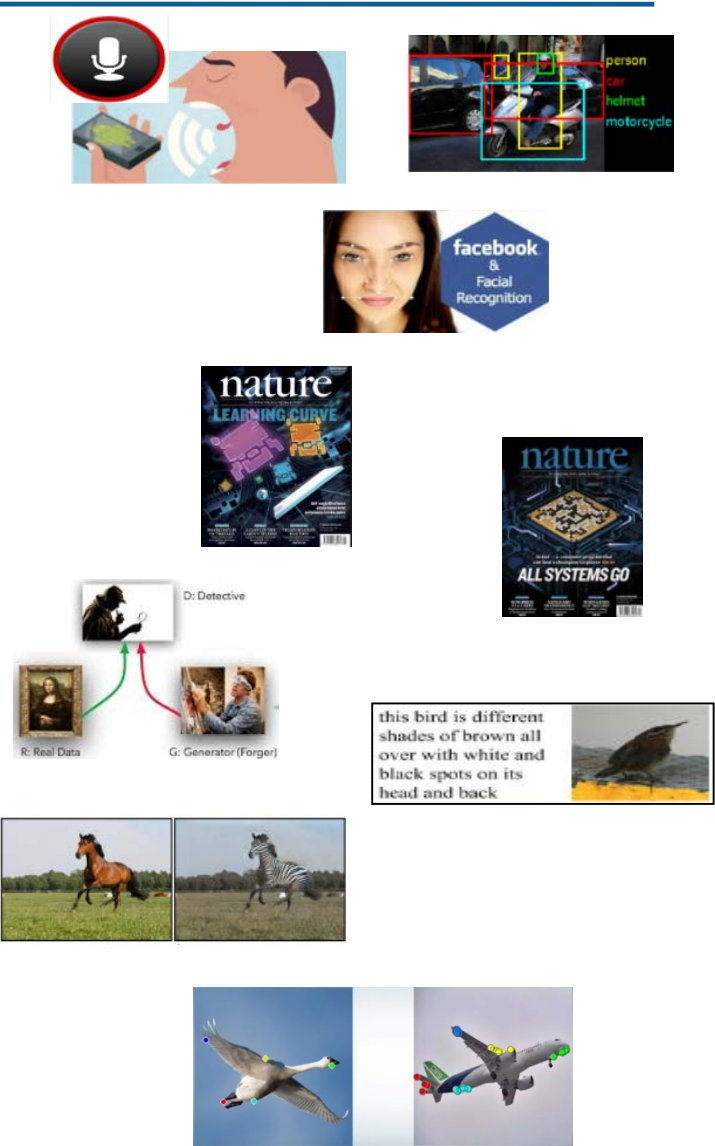 person
car
helmet
motorcycle
facebook
&
Facial
Recognition
nature
LEARNING CURVE
nature
ALL SYSTEMS GO
D: Detective
R: Real Data
G: Generator (Forger)
this bird is different
shades of brown all
over with white and
black spots on its
head and back